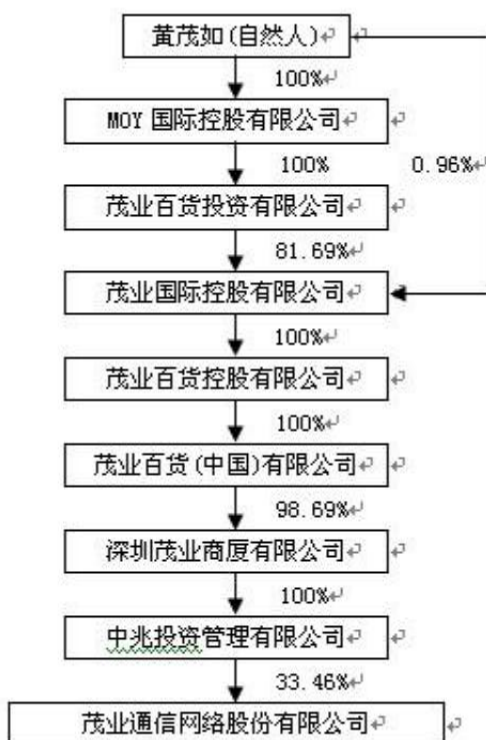 黄茂如(自然人)
100%
MOY 国际控股有限公司
100% 0.96%
茂业百货投资有限公司
81.69%
茂业国际控股有限公司
100%
茂业百货控股有限公司
100%
茂业百货(中国)有限公司
98.69%
深圳茂业商厦有限公司
100%
中兆投资管理有限公司
33.46%
茂业通信网络股份有限公司